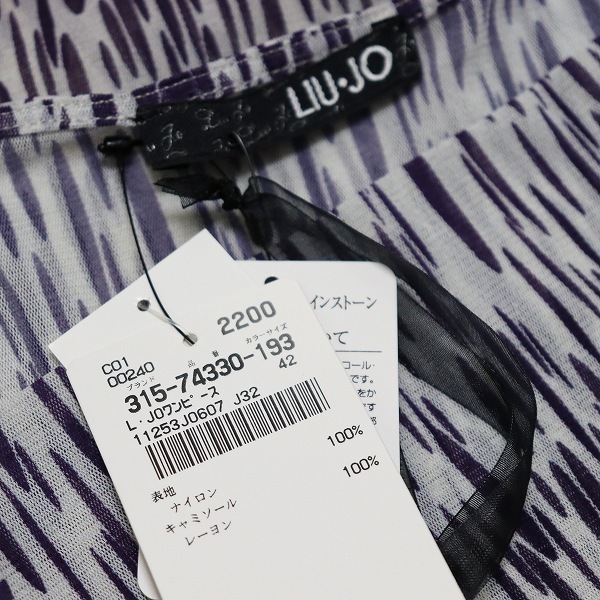 LIU•JO
2200
C01
00240
ブランド 品番 カラーサイズ
315-74330-193
42
L・JOワンピース
11253J0607 J32
表地
ナイロン 100%
キャミソール
レーヨン 100%
インストーン
いて
コール・
です。
をか